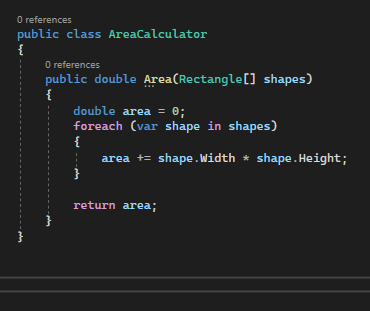 0 references
public class AreaCalculator
{
0 references
public double Area(Rectangle[] shapes)
{
double area = 0;
foreach (var shape in shapes)
{
area += shape.Width * shape.Height;
}
return area;
}
}